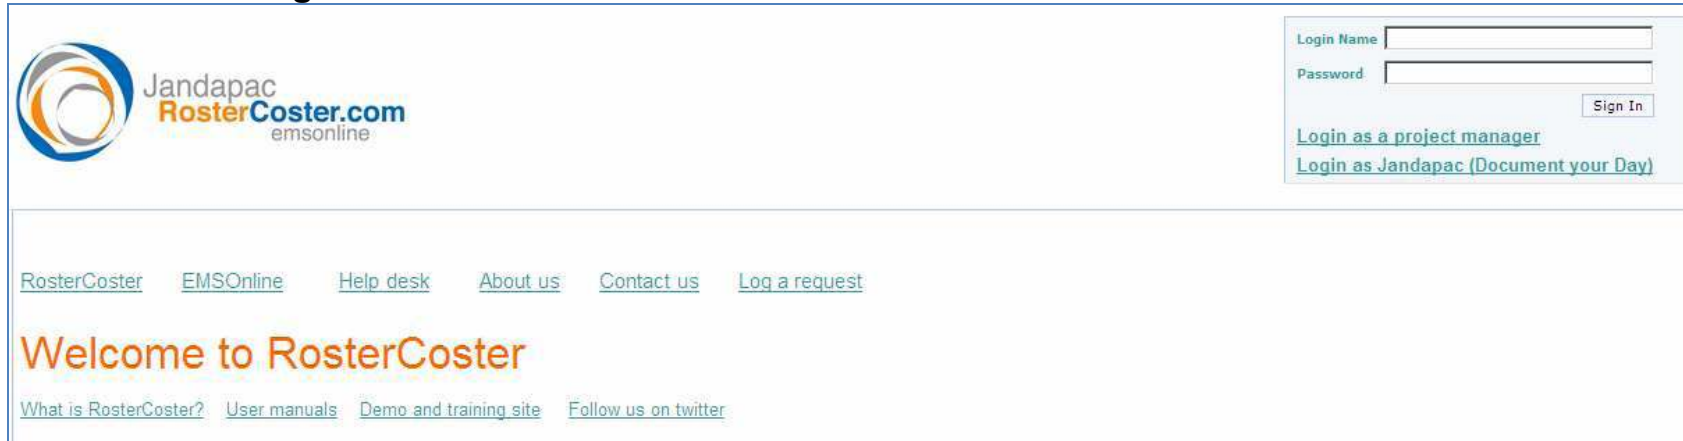 Jandapac
RosterCoster.com
emsonline
Login Name
Password
Sign In
Login as a project manager
Login as Jandapac (Document your Day)
RosterCoster EMSOnline Help desk About us Contact us Log a request
Welcome to RosterCoster
What is RosterCoster? User manuals Demo and training site Follow us on twitter